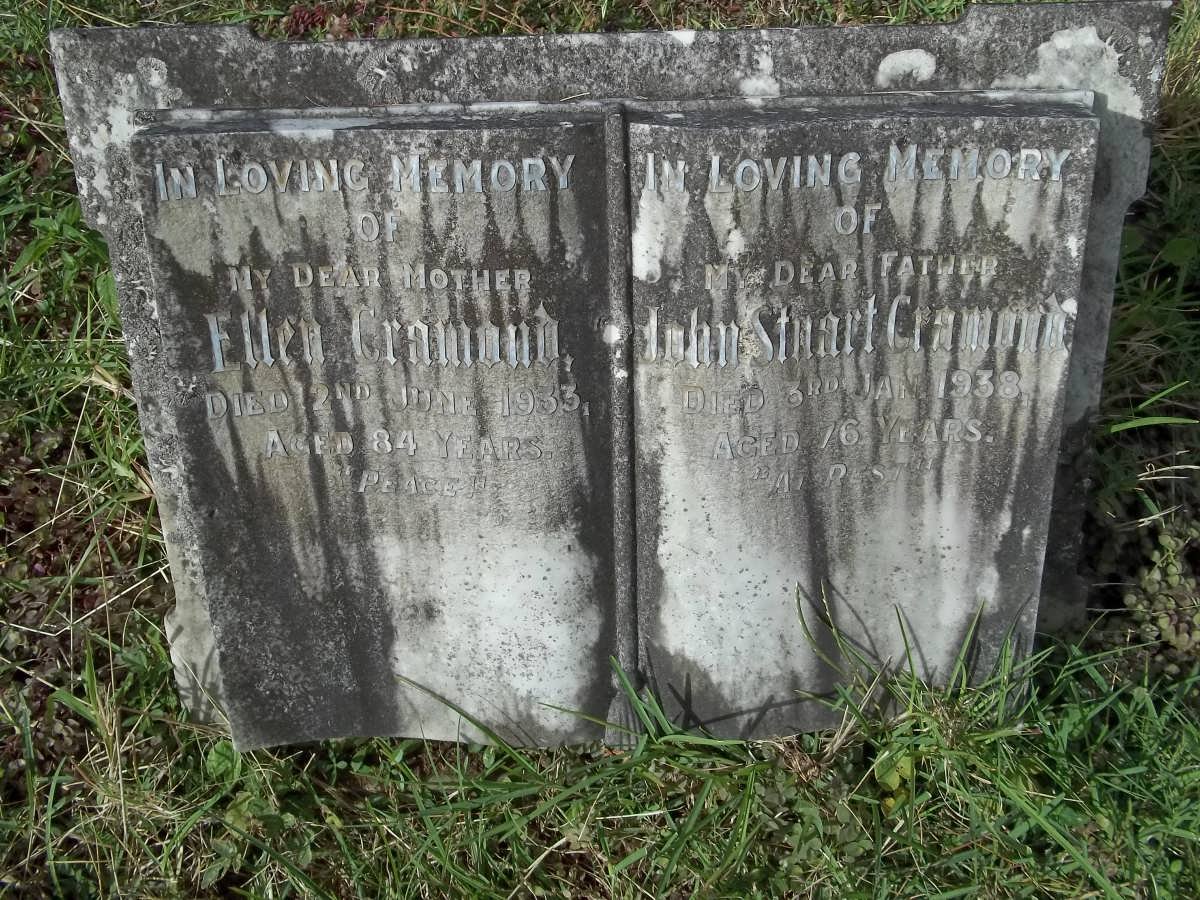 IN LOVING MEMORY
OF
MY DEAR MOTHER
Ellen Cramond,
DIED 2ND JUNE 1933,
AGED 84 YEARS.
"PEACE"
IN LOVING MEMORY
OF
MY DEAR FATHER
John Stuart Cramond
DIED 3RD JAN 1938,
AGED 76 YEARS.
"AT REST"